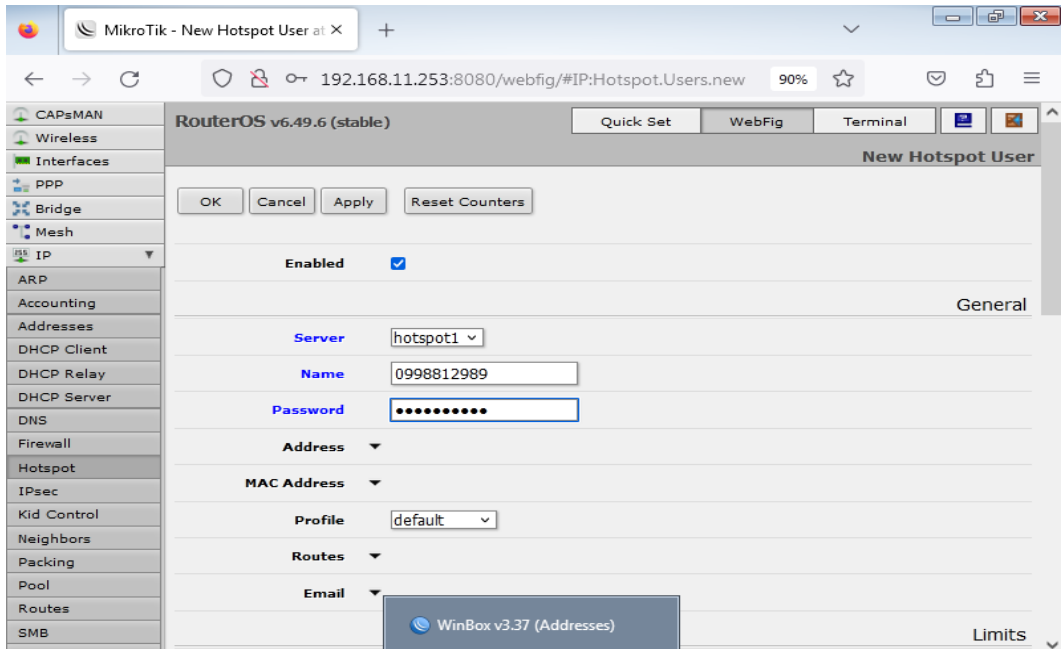 MikroTik - New Hotspot User at
192.168.11.253:8080/webfig/#IP:Hotspot.Users.new 90%
CAPsMAN
Wireless
Interfaces
PPP
Bridge
Mesh
IP
ARP
Accounting
Addresses
DHCP Client
DHCP Relay
DHCP Server
DNS
Firewall
Hotspot
IPsec
Kid Control
Neighbors
Packing
Pool
Routes
SMB
RouterOS v6.49.6 (stable) Quick Set WebFig Terminal
New Hotspot User
OK Cancel Apply Reset Counters
Enabled
General
Server hotspot1
Name 0998812989
Password ••••••••••
Address
MAC Address
Profile default
Routes
Email
WinBox v3.37 (Addresses)
Limits